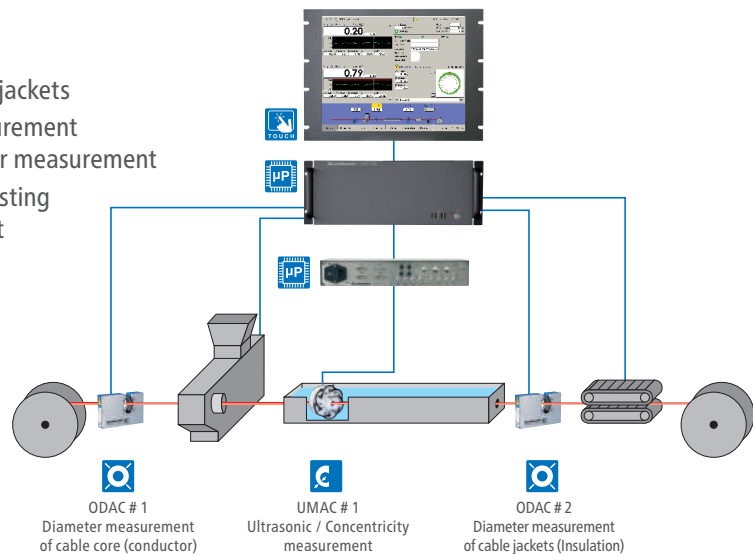 0.20
0.79
jackets
urement
r measurement
sting
t
TOUCH
µP
µP
ODAC # 1
Diameter measurement
of cable core (conductor)
UMAC # 1
Ultrasonic / Concentricity
measurement
ODAC # 2
Diameter measurement
of cable jackets (Insulation)